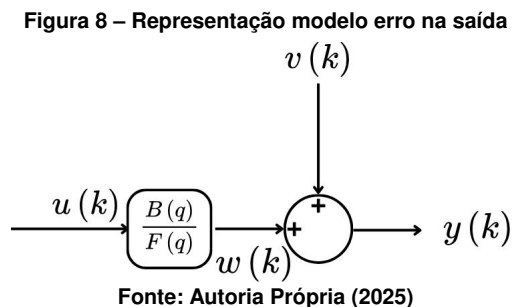 Figura 8 – Representação modelo erro na saída
v (k)
+
u (k)
B (q)
F (q)
+
w (k)
y (k)
Fonte: Autoria Própria (2025)